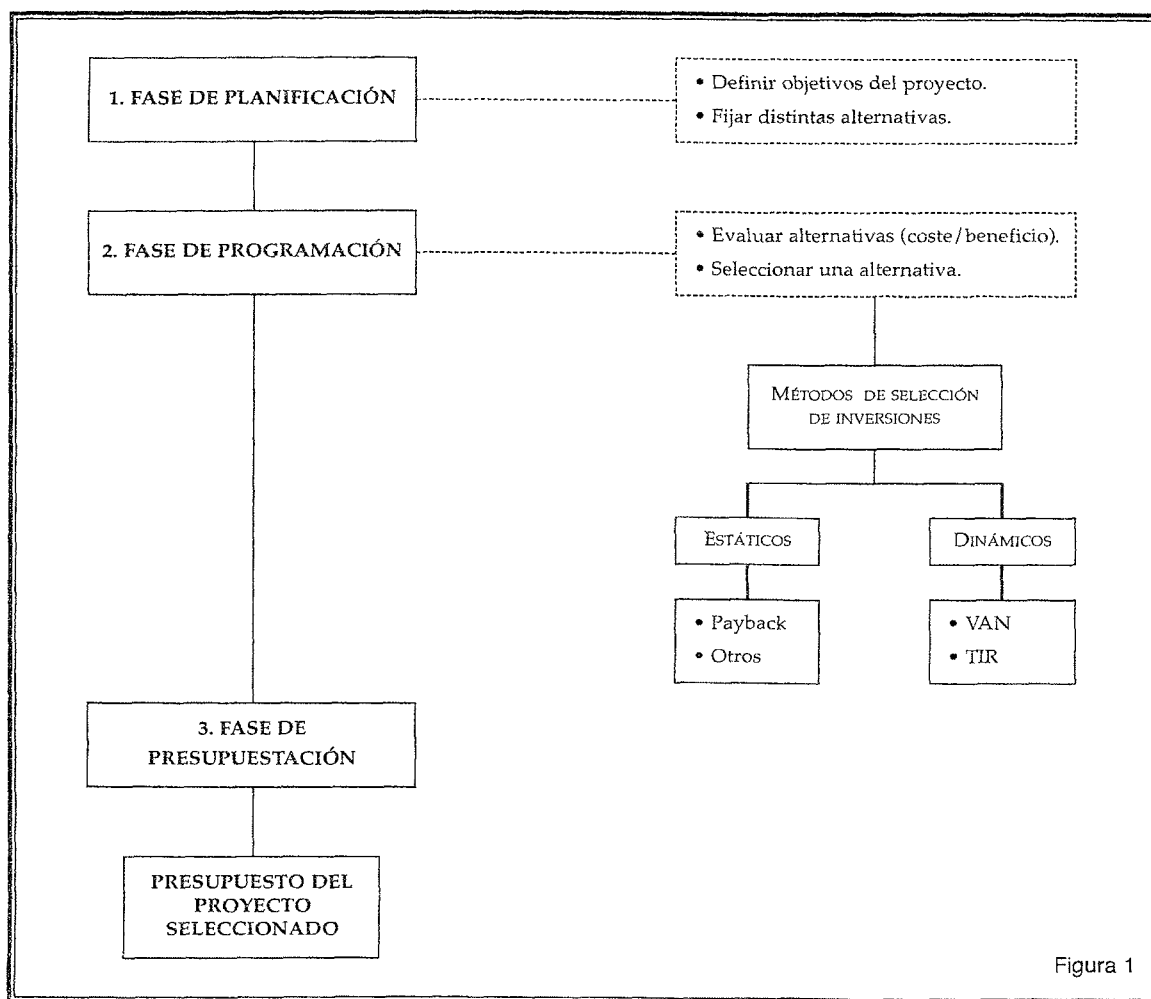 1. FASE DE PLANIFICACIÓN
• Definir objetivos del proyecto.
• Fijar distintas alternativas.
2. FASE DE PROGRAMACIÓN
• Evaluar alternativas (coste/beneficio).
• Seleccionar una alternativa.
MÉTODOS DE SELECCIÓN
DE INVERSIONES
ESTÁTICOS
DINÁMICOS
• Payback
• Otros
• VAN
• TIR
3. FASE DE
PRESUPUESTACIÓN
PRESUPUESTO DEL
PROYECTO
SELECCIONADO
Figura 1